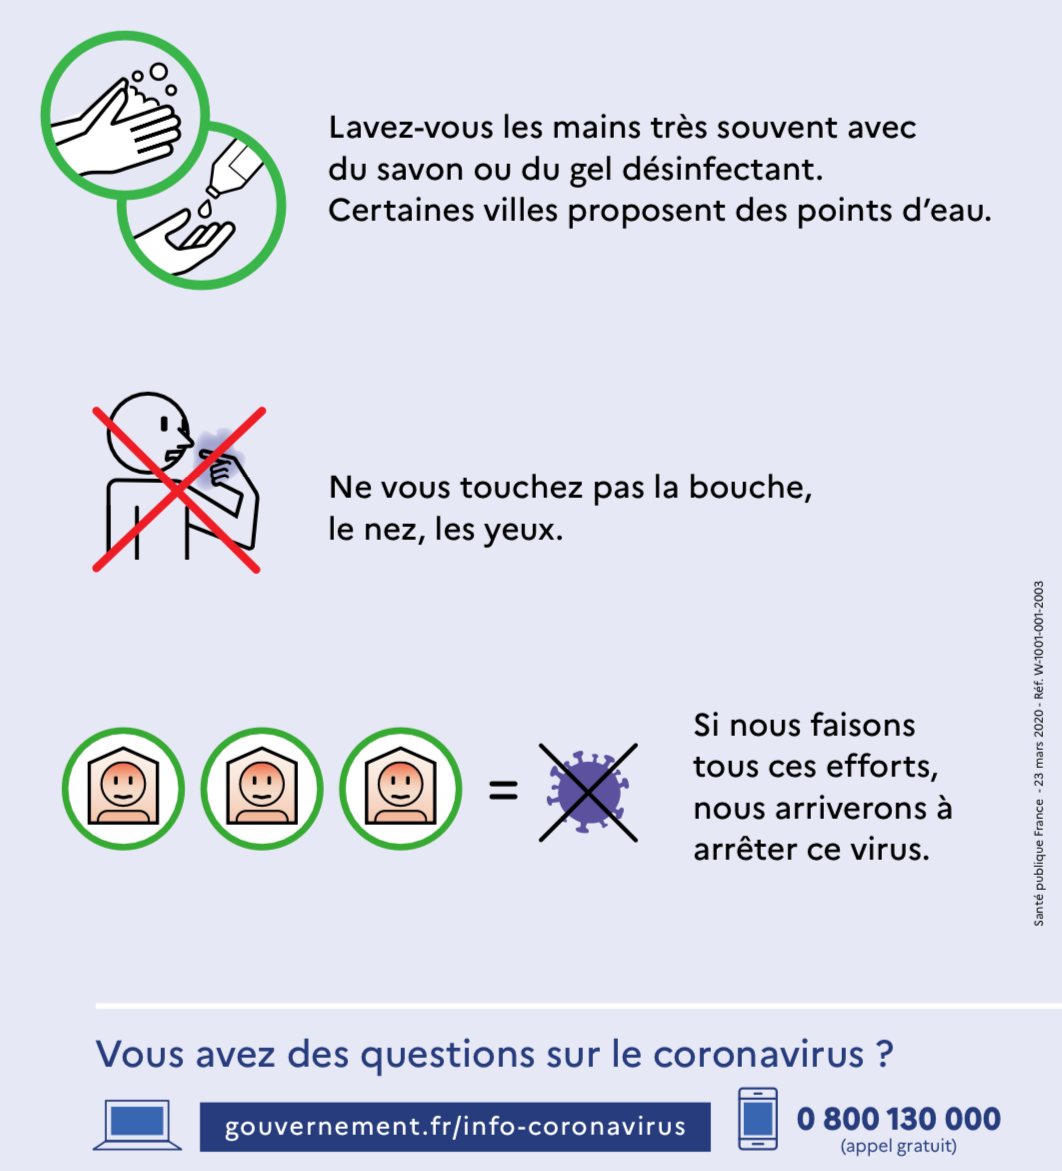 Lavez-vous les mains très souvent avec
du savon ou du gel désinfectant.
Certaines villes proposent des points d’eau.
Ne vous touchez pas la bouche,
le nez, les yeux.
=
Si nous faisons
tous ces efforts,
nous arriverons à
arrêter ce virus.
Santé publique France - 23 mars 2020 - Réf. W-1001-001-2003
Vous avez des questions sur le coronavirus ?
gouvernement.fr/info-coronavirus
0 800 130 000
(appel gratuit)